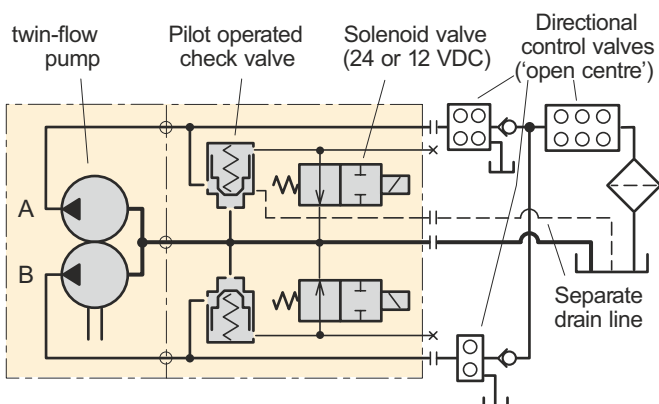 twin-flow
pump
Pilot operated
check valve
Solenoid valve
(24 or 12 VDC)
Directional
control valves
('open centre')
A
B
Separate
drain line